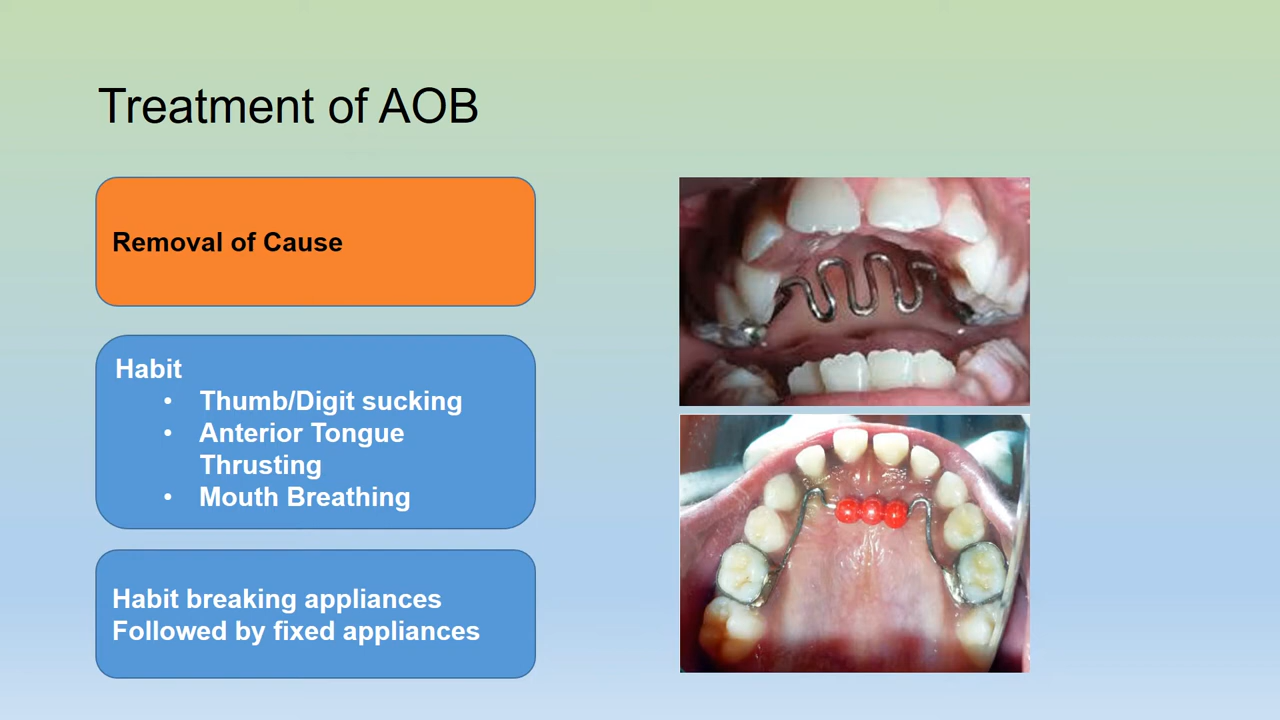 Treatment of AOB
Removal of Cause
Habit
• Thumb/Digit sucking
• Anterior Tongue
Thrusting
• Mouth Breathing
Habit breaking appliances
Followed by fixed appliances